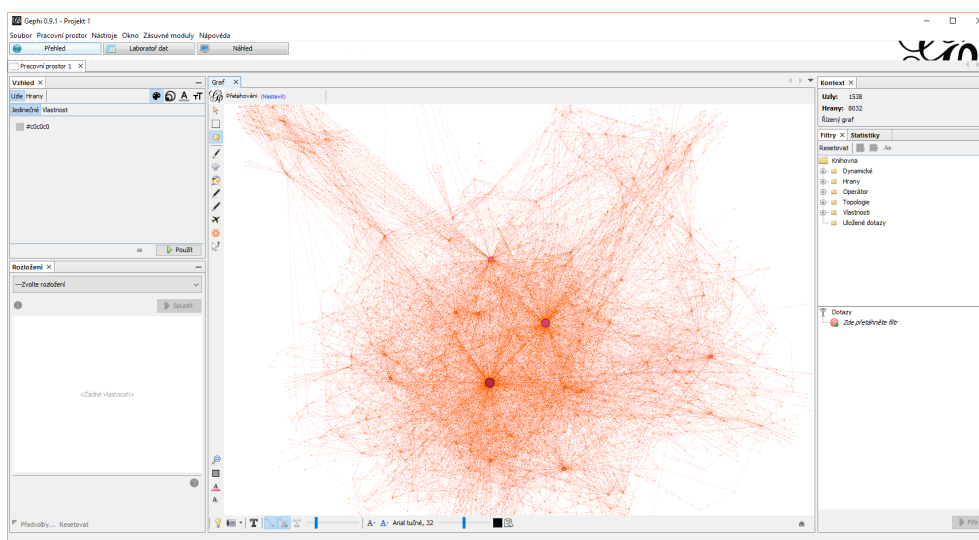 Gephi 0.9.1 - Projekt 1
Soubor Pracovní prostor Nástroje Okno Zásuvné moduly Nápověda
Přehled
Laboratoř dat
Náhled
Pracovní prostor 1
Vzhled
Uzle Hrany
Jedinečné Vlastnost
#c0c0c0
Použít
Rozložení
---Zvolte rozložení
Spustit
<Žádné vlastnosti>
Předvolby... Resetovat
Graf
Přetahování (Nastavit)
Arial tučné, 32
Kontext
Uzly: 1538
Hrany: 8032
Řízený graf
Filtry Statistiky
Resetovat
Knihovna
Dynamické
Hrany
Operátor
Topologie
Vlastnosti
Uložené dotazy
Dotazy
Zde přetáhněte filtr